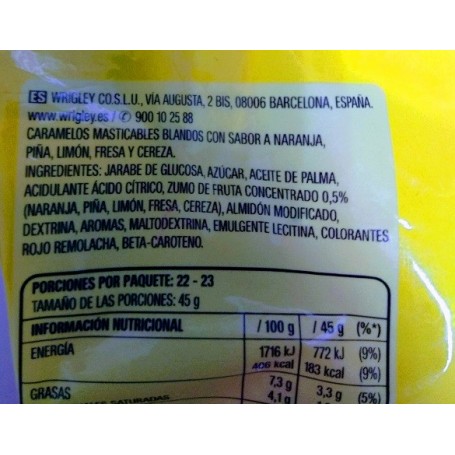 ES WRIGLEY CO.S.L.U., VÍA AUGUSTA, 2 BIS, 08006 BARCELONA, ESPAÑA.
www.wrigley.es / ✆ 900 10 25 88
CARAMELOS MASTICABLES BLANDOS CON SABOR A NARANJA,
PIÑA, LIMÓN, FRESA Y CEREZA.
INGREDIENTES: JARABE DE GLUCOSA, AZÚCAR, ACEITE DE PALMA,
ACIDULANTE ÁCIDO CÍTRICO, ZUMO DE FRUTA CONCENTRADO 0,5%
(NARANJA, PIÑA, LIMÓN, FRESA, CEREZA), ALMIDÓN MODIFICADO,
DEXTRINA, AROMAS, MALTODEXTRINA, EMULGENTE LECITINA, COLORANTES
ROJO REMOLACHA, BETA-CAROTENO.
PORCIONES POR PAQUETE: 22 - 23
TAMAÑO DE LAS PORCIONES: 45 g
INFORMACIÓN NUTRICIONAL / 100 g / 45 g (%*)
ENERGÍA 1716 kJ 772 kJ (9%)
406 kcal 183 kcal (9%)
GRASAS 7,3 g 3,3 g (5%)
SATURADAS 4,1 g